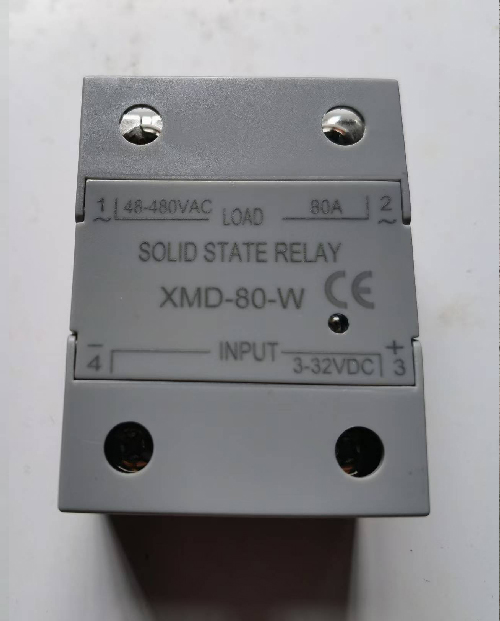 1 48-480VAC LOAD 80A 2
~ ~
SOLID STATE RELAY
XMD-80-W CE
− INPUT +
4 3-32VDC 3